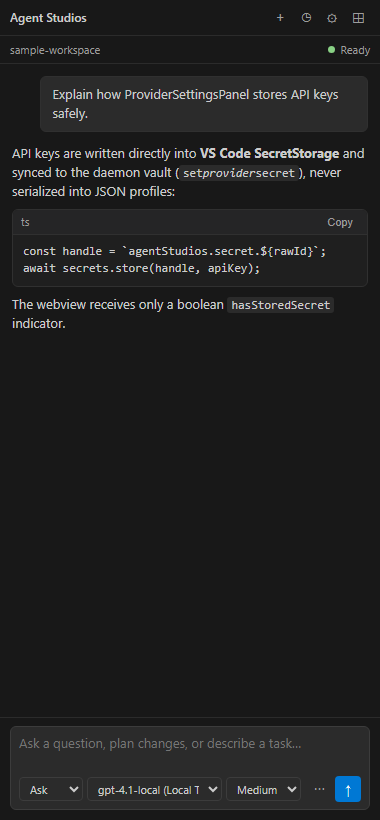 Agent Studios
sample-workspace
Ready
Explain how ProviderSettingsPanel stores API keys
safely.
API keys are written directly into VS Code SecretStorage and
synced to the daemon vault (setprovidersecret), never
serialized into JSON profiles:
ts
Copy
const handle = `agentStudios.secret.${rawId}`;
await secrets.store(handle, apiKey);
The webview receives only a boolean hasStoredSecret
indicator.
Ask a question, plan changes, or describe a task...
Ask
gpt-4.1-local (Local T
Medium